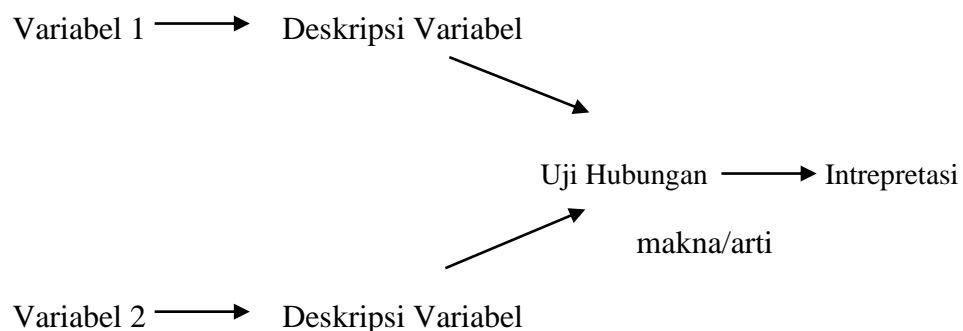 Variabel 1 Deskripsi Variabel
Uji Hubungan Intrepretasi
makna/arti
Variabel 2 Deskripsi Variabel